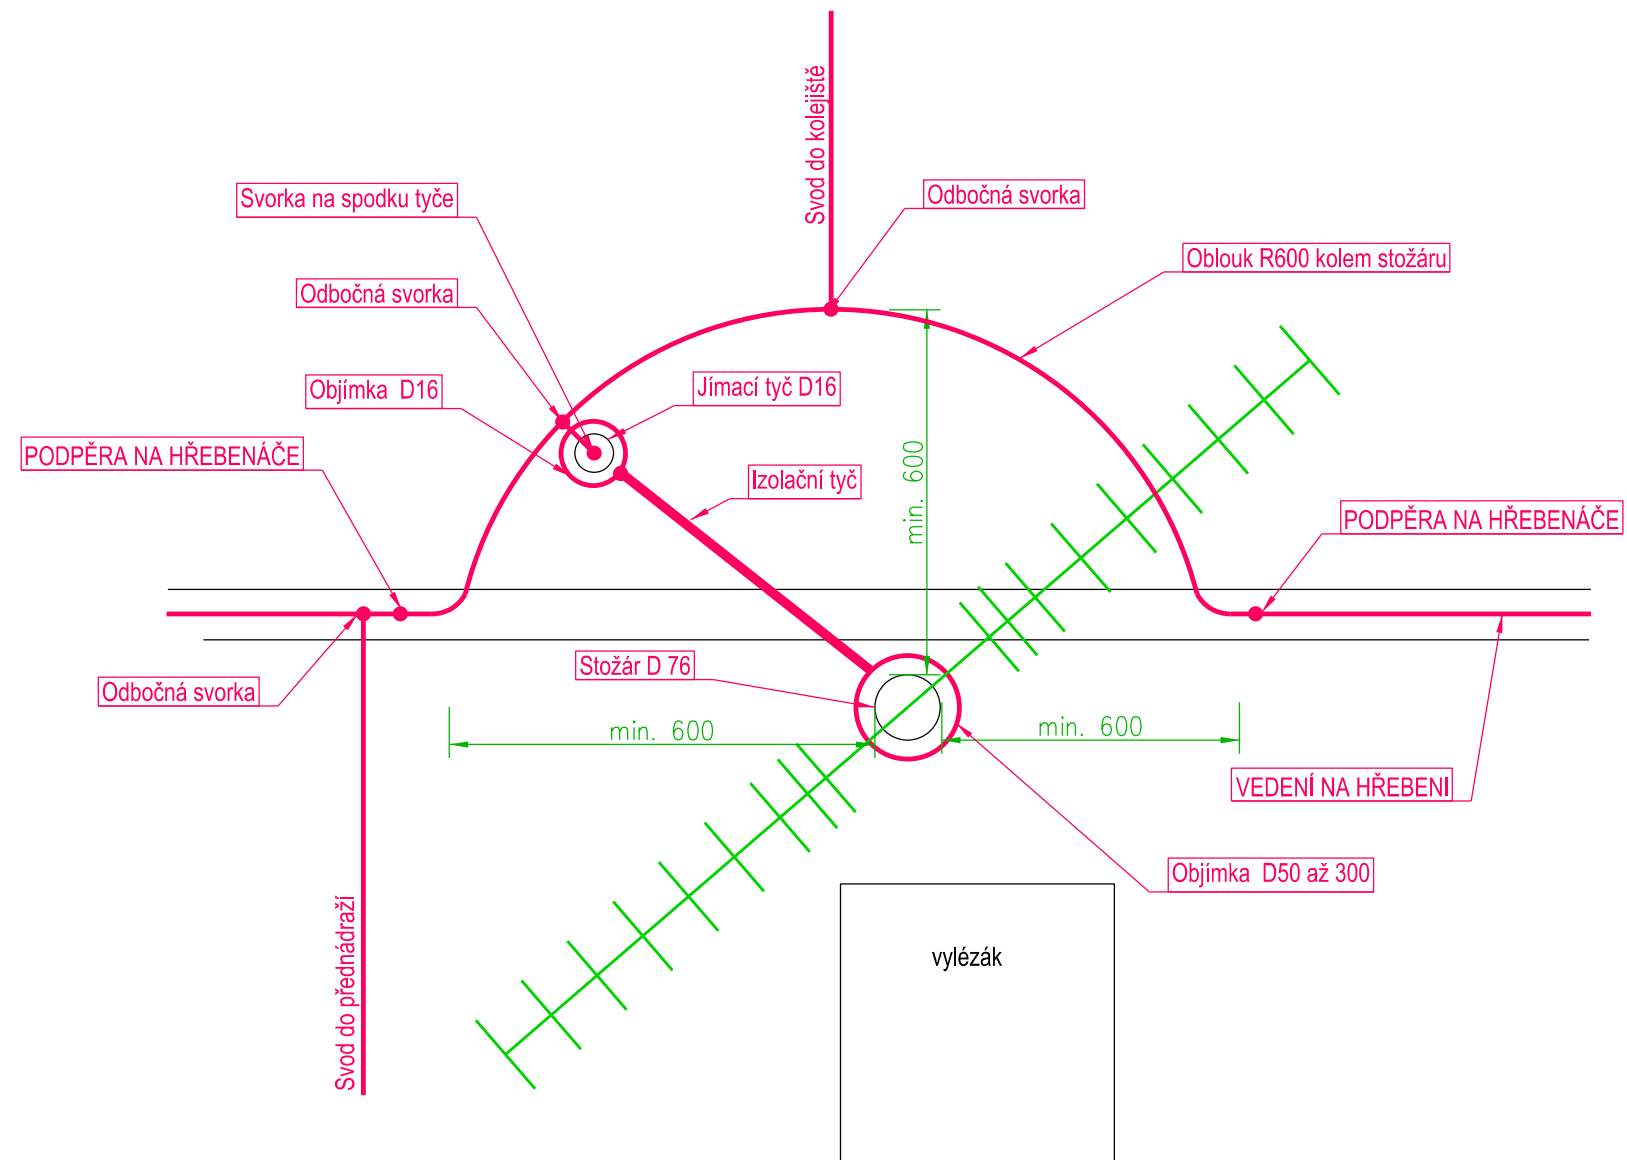 Svod do kolejiště
Svorka na spodku tyče
Odbočná svorka
Oblouk R600 kolem stožáru
Odbočná svorka
Objímka  D16
Jímací tyč D16
PODPĚRA NA HŘEBENÁČE
Izolační tyč
min. 600
PODPĚRA NA HŘEBENÁČE
Stožár D 76
Odbočná svorka
min. 600
min. 600
VEDENÍ NA HŘEBENI
Objímka  D50 až 300
Svod do přednádraží
vylézák